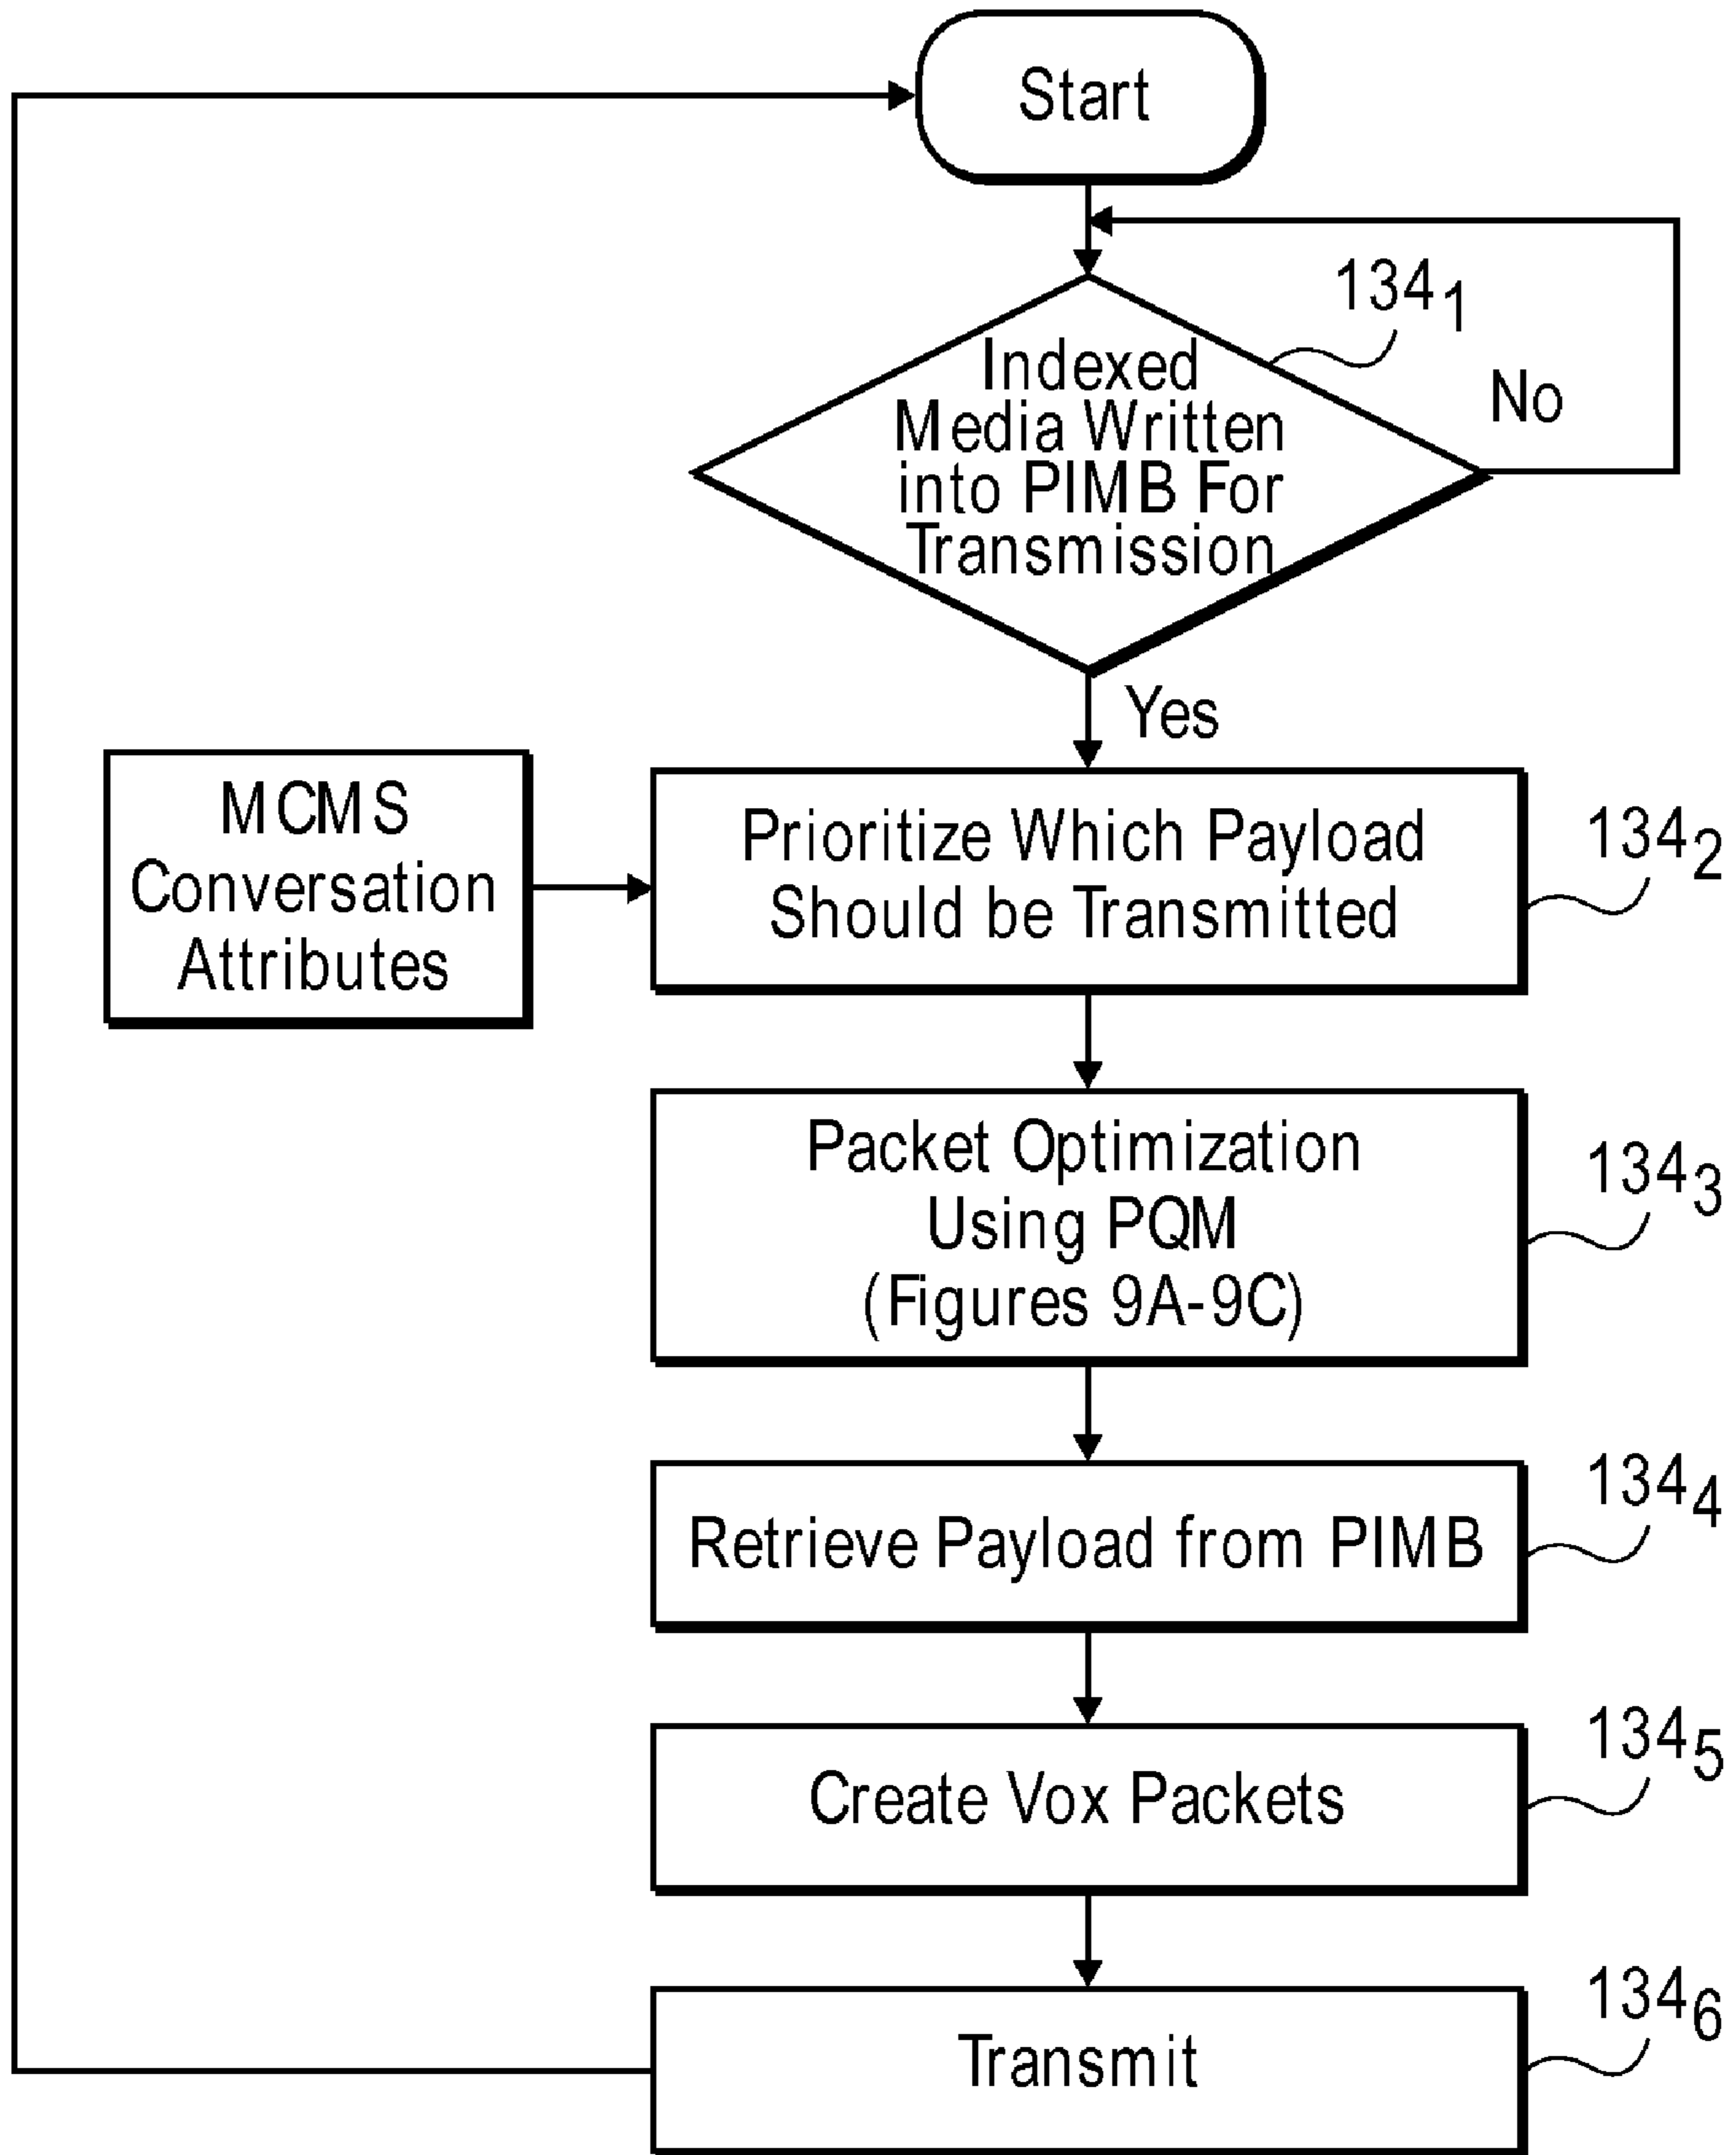 Start
134₁
Indexed
Media Written
into PIMB For
Transmission
No
Yes
MCMS
Conversation
Attributes
Prioritize Which Payload
Should be Transmitted
134₂
Packet Optimization
Using PQM
(Figures 9A-9C)
134₃
Retrieve Payload from PIMB
134₄
Create Vox Packets
134₅
Transmit
134₆